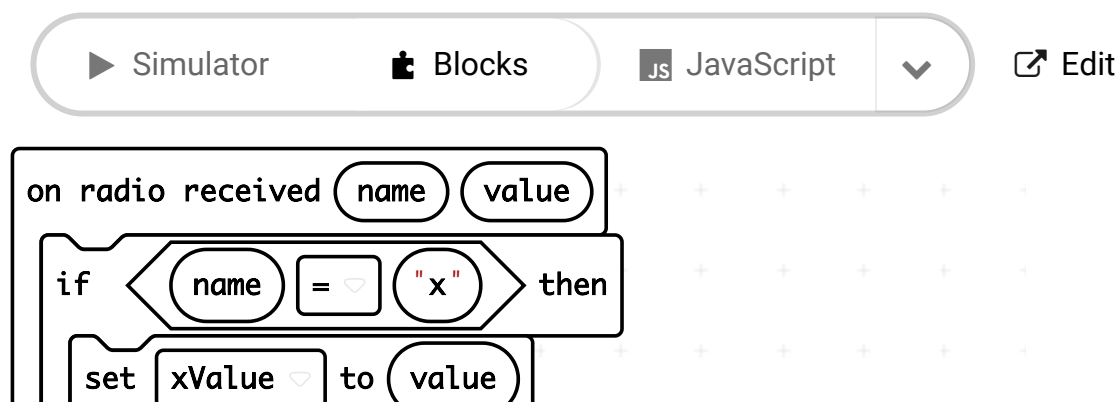 Simulator Blocks JS JavaScript Edit
on radio received name value
if name = "x" then
set xValue to value